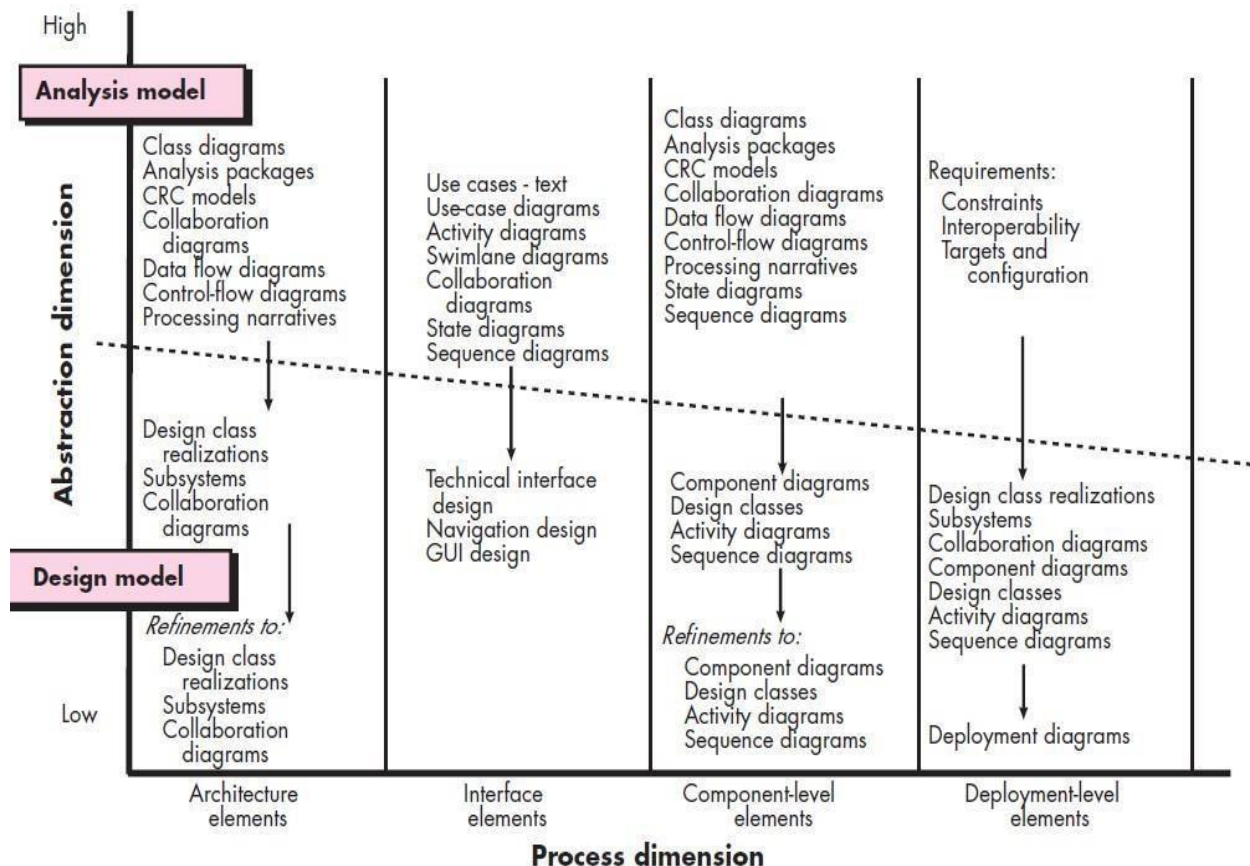 High
Analysis model
Abstraction dimension
Class diagrams
Analysis packages
CRC models
Collaboration
diagrams
Data flow diagrams
Control-flow diagrams
Processing narratives
Design class
realizations
Subsystems
Collaboration
diagrams
Design model
Refinements to:
Design class
realizations
Subsystems
Collaboration
diagrams
Low
Use cases - text
Use-case diagrams
Activity diagrams
Swimlane diagrams
Collaboration
diagrams
State diagrams
Sequence diagrams
Technical interface
design
Navigation design
GUI design
Class diagrams
Analysis packages
CRC models
Collaboration diagrams
Data flow diagrams
Control-flow diagrams
Processing narratives
State diagrams
Sequence diagrams
Component diagrams
Design classes
Activity diagrams
Sequence diagrams
Refinements to:
Component diagrams
Design classes
Activity diagrams
Sequence diagrams
Requirements:
Constraints
Interoperability
Targets and
configuration
Design class realizations
Subsystems
Collaboration diagrams
Component diagrams
Design classes
Activity diagrams
Sequence diagrams
Deployment diagrams
Architecture
elements
Interface
elements
Component-level
elements
Deployment-level
elements
Process dimension